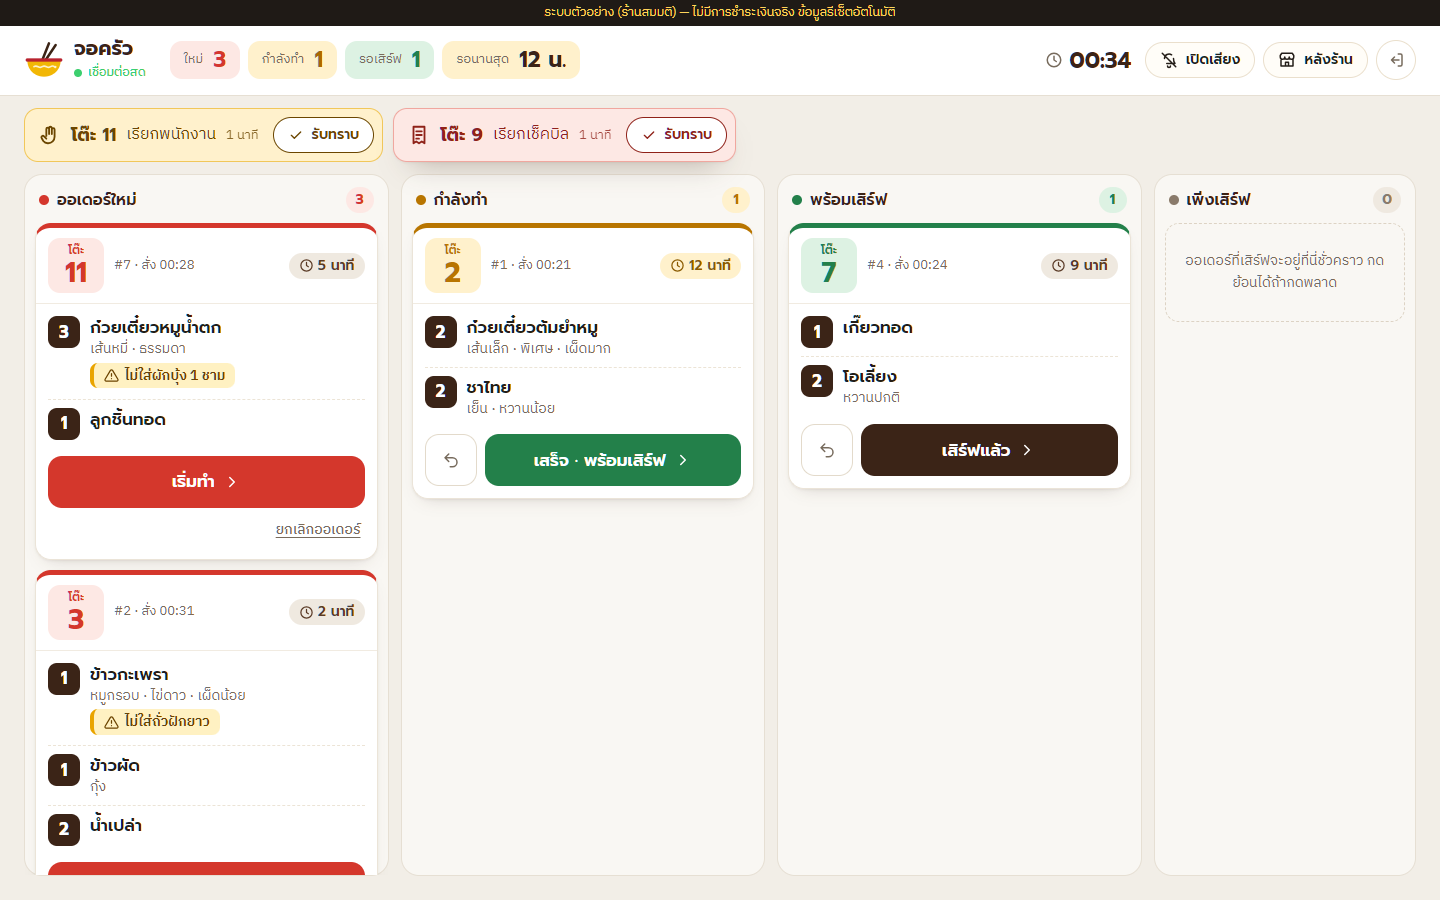 ระบบตัวอย่าง (ร้านสมมติ) — ไม่มีการชำระเงินจริง ข้อมูลรีเซ็ตอัตโนมัติ
จอครัว
เชื่อมต่อสด
ใหม่ 3
กำลังทำ 1
รอเสิร์ฟ 1
รอนานสุด 12 น.
00:34
เปิดเสียง
หลังร้าน
โต๊ะ 11 เรียกพนักงาน 1 นาที รับทราบ
โต๊ะ 9 เรียกเช็คบิล 1 นาที รับทราบ
ออเดอร์ใหม่ 3
โต๊ะ
11
#7 · สั่ง 00:28
5 นาที
3 ก๋วยเตี๋ยวหมูน้ำตก
เส้นหมี่ · ธรรมดา
ไม่ใส่ผักบุ้ง 1 ชาม
1 ลูกชิ้นทอด
เริ่มทำ
ยกเลิกออเดอร์
โต๊ะ
3
#2 · สั่ง 00:31
2 นาที
1 ข้าวกะเพรา
หมูกรอบ · ไข่ดาว · เผ็ดน้อย
ไม่ใส่ถั่วฝักยาว
1 ข้าวผัด
กุ้ง
2 น้ำเปล่า
กำลังทำ 1
โต๊ะ
2
#1 · สั่ง 00:21
12 นาที
2 ก๋วยเตี๋ยวต้มยำหมู
เส้นเล็ก · พิเศษ · เผ็ดมาก
2 ชาไทย
เย็น · หวานน้อย
เสร็จ · พร้อมเสิร์ฟ
พร้อมเสิร์ฟ 1
โต๊ะ
7
#4 · สั่ง 00:24
9 นาที
1 เกี๊ยวทอด
2 โอเลี้ยง
หวานปกติ
เสิร์ฟแล้ว
เพิ่งเสิร์ฟ 0
ออเดอร์ที่เสิร์ฟจะอยู่ที่นี่ชั่วคราว กด
ย้อนได้ถ้ากดพลาด